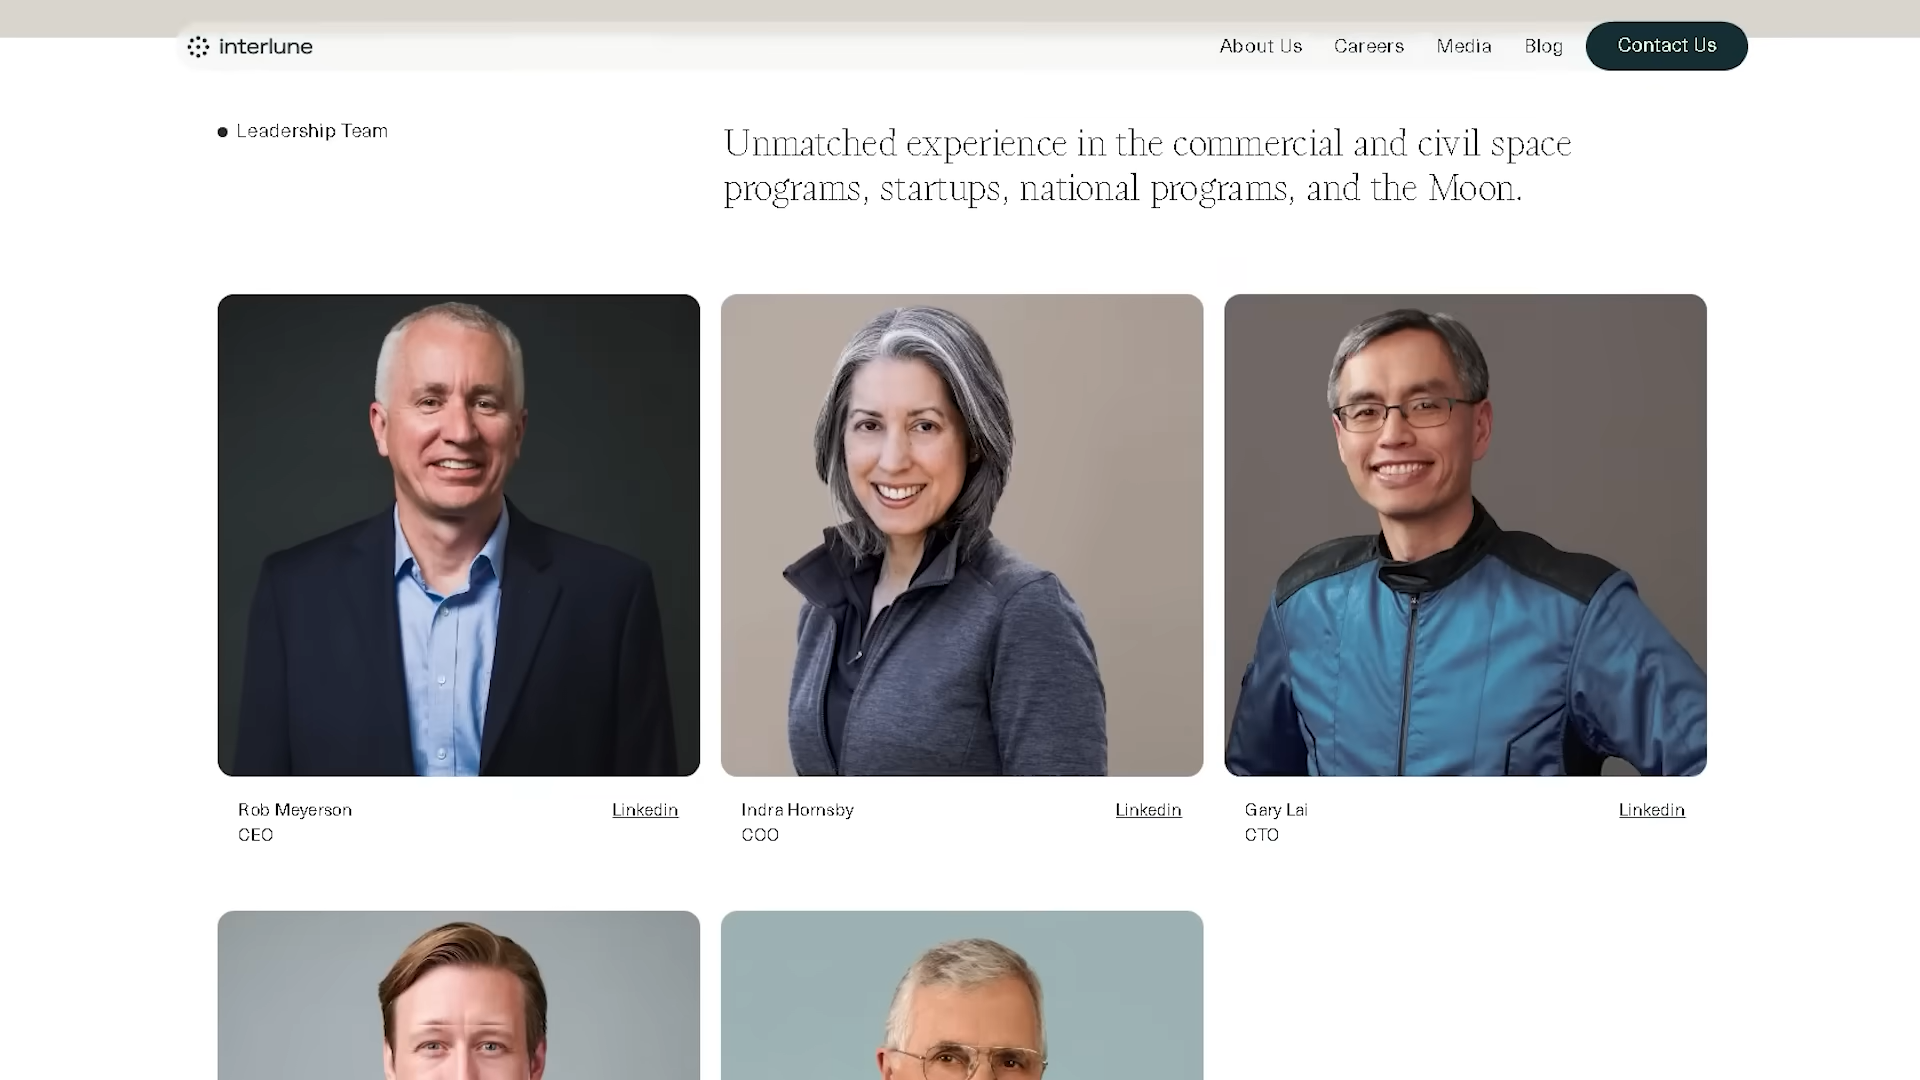 interlune
About Us
Careers
Media
Blog
Contact Us
Leadership Team
Unmatched experience in the commercial and civil space
programs, startups, national programs, and the Moon.
Rob Meyerson
Linkedin
CEO
Indra Hornsby
Linkedin
COO
Gary Lai
Linkedin
CTO